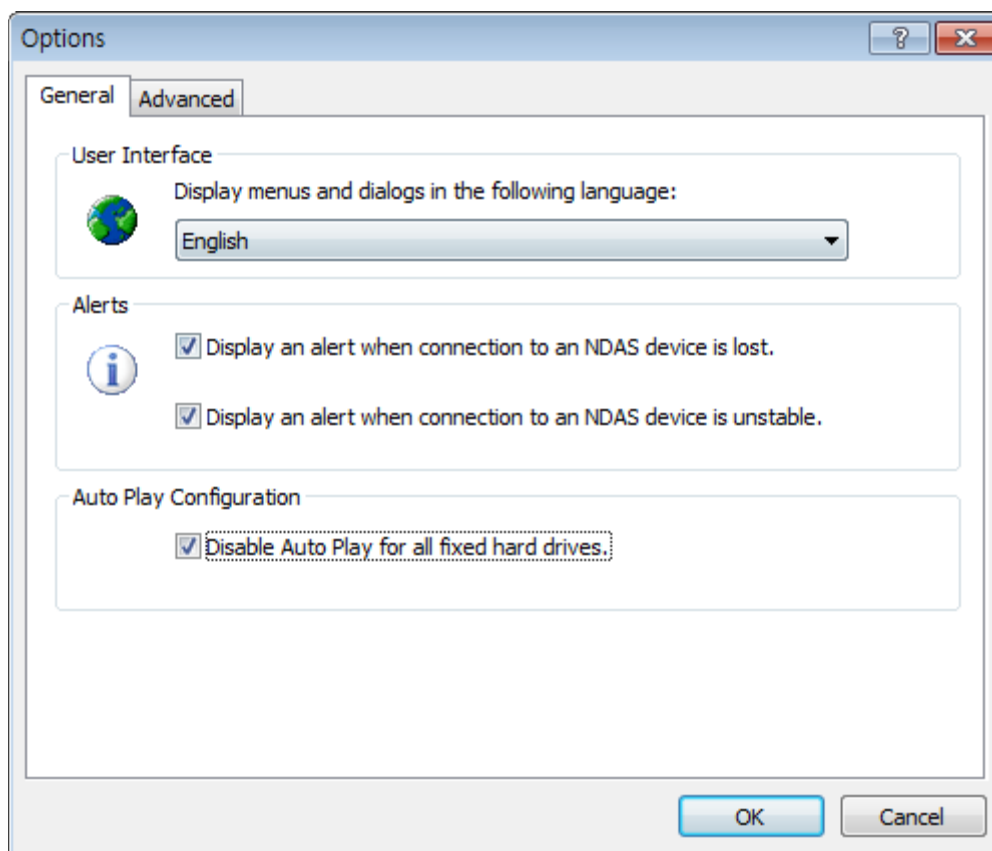 Options
General
Advanced
User Interface
Display menus and dialogs in the following language:
English
Alerts
Display an alert when connection to an NDAS device is lost.
Display an alert when connection to an NDAS device is unstable.
Auto Play Configuration
Disable Auto Play for all fixed hard drives.
OK
Cancel